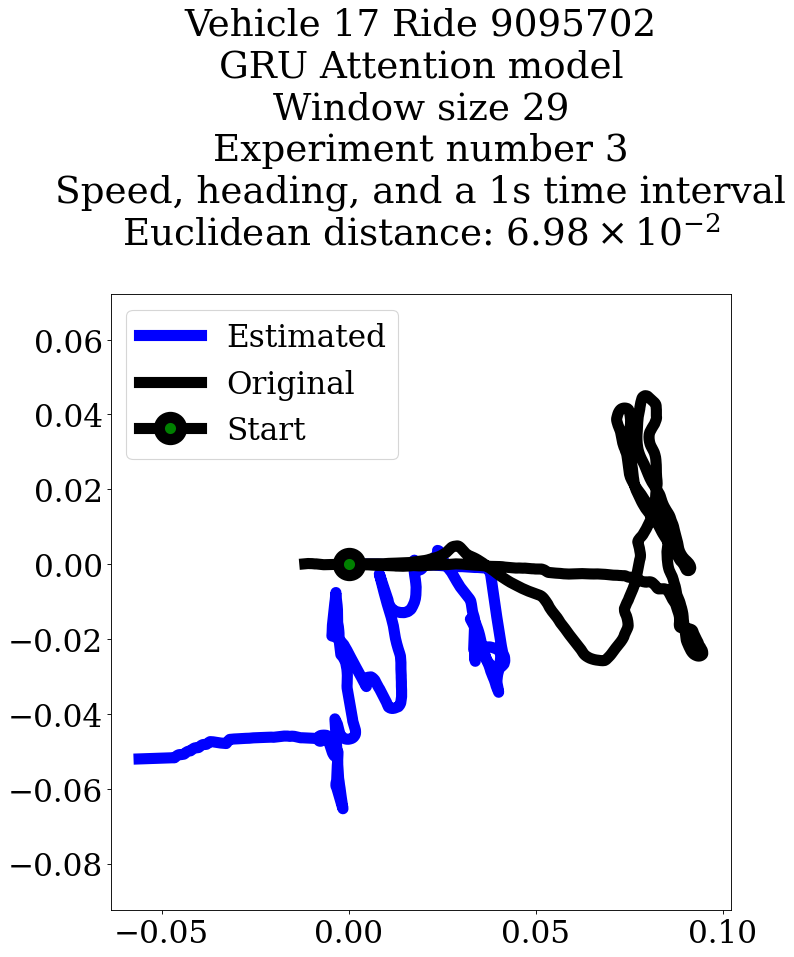 Vehicle 17 Ride 9095702
GRU Attention model
Window size 29
Experiment number 3
Speed, heading, and a 1s time interval
Euclidean distance: 6.98 × 10⁻²
Estimated
Original
Start
0.06
0.04
0.02
0.00
−0.02
−0.04
−0.06
−0.08
−0.05 0.00 0.05 0.10